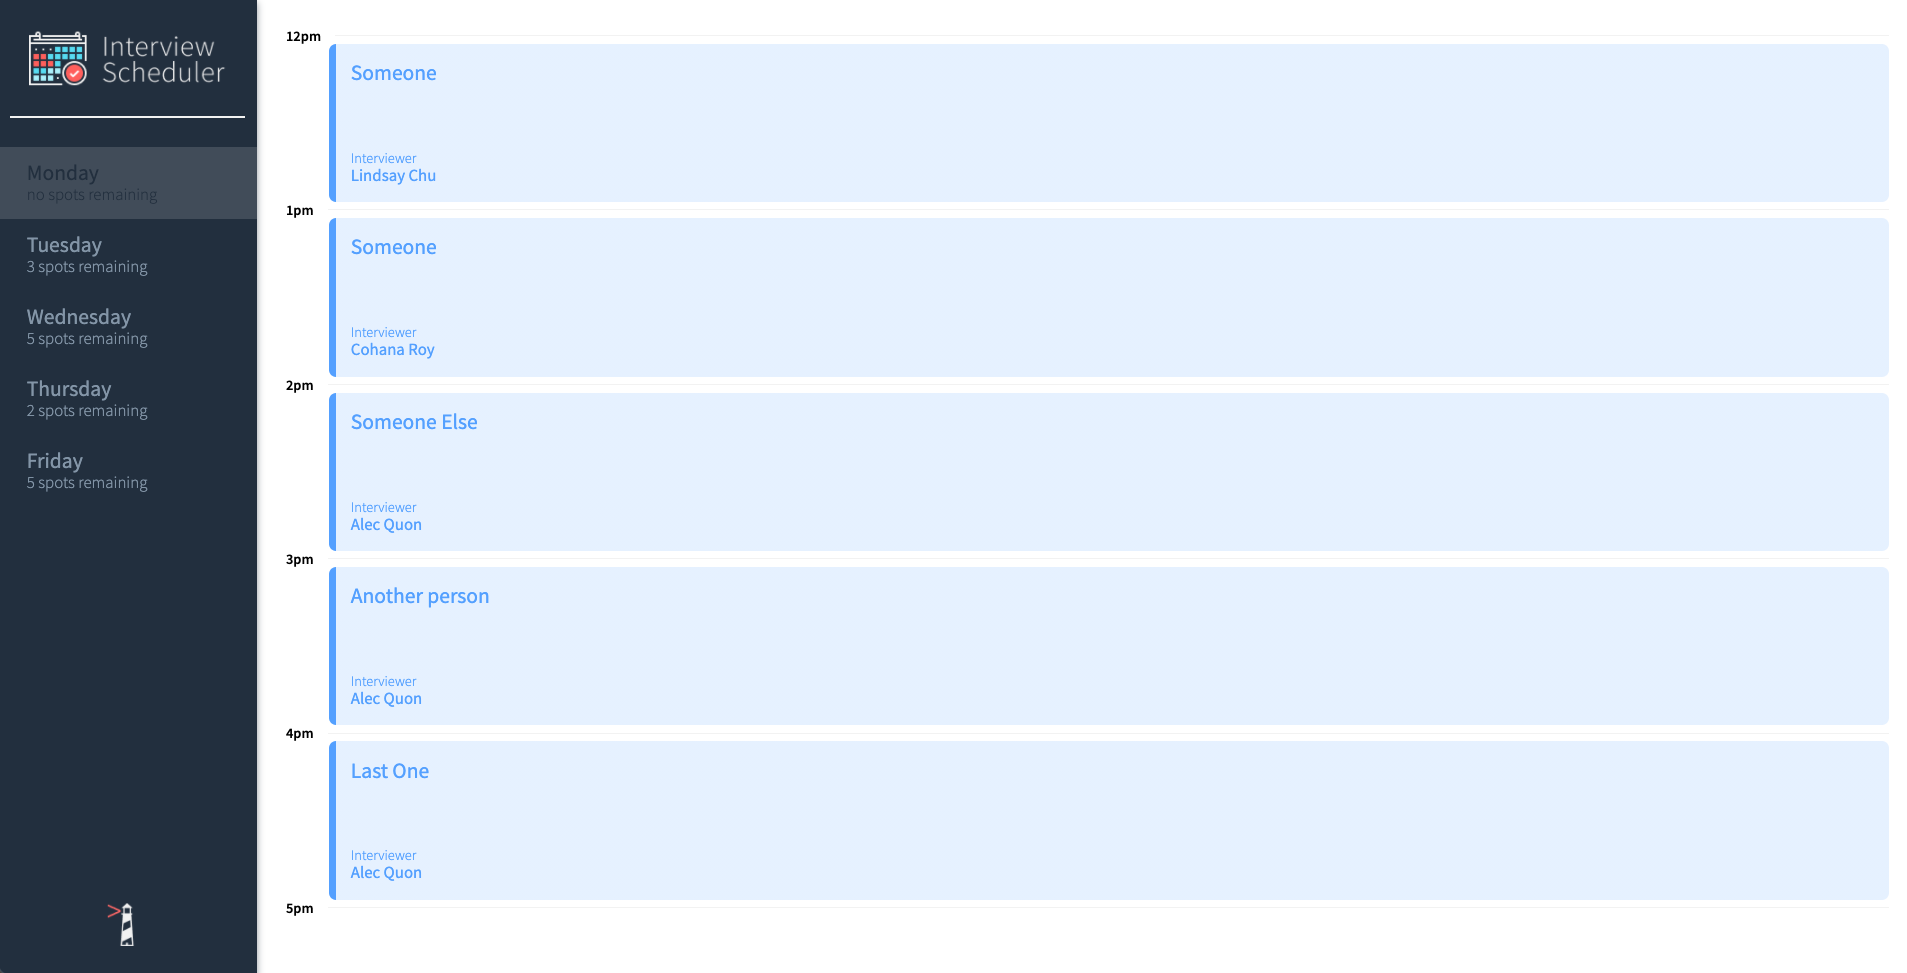 Interview
Scheduler
Monday
no spots remaining
Tuesday
3 spots remaining
Wednesday
5 spots remaining
Thursday
2 spots remaining
Friday
5 spots remaining
12pm
Someone
Interviewer
Lindsay Chu
1pm
Someone
Interviewer
Cohana Roy
2pm
Someone Else
Interviewer
Alec Quon
3pm
Another person
Interviewer
Alec Quon
4pm
Last One
Interviewer
Alec Quon
5pm